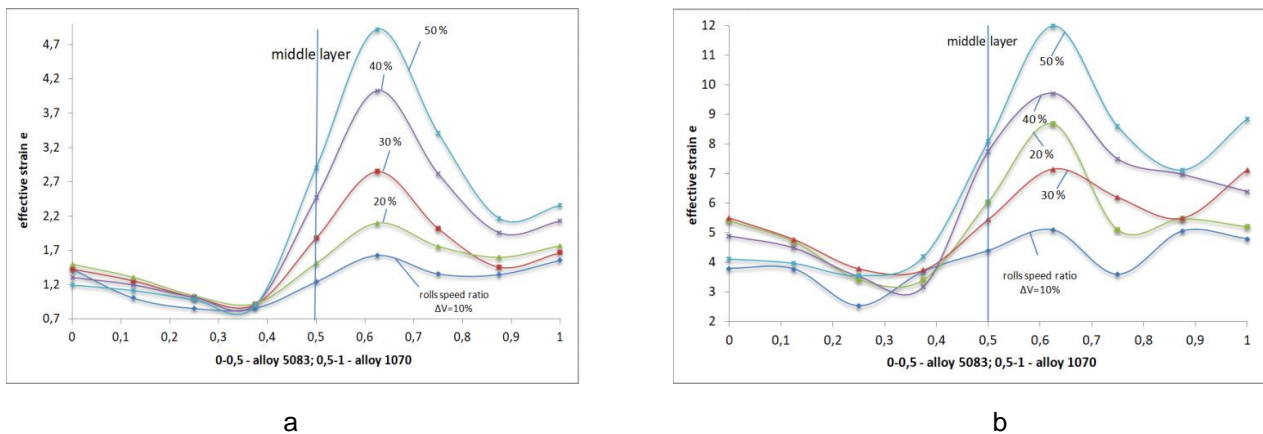 4,7
4,2
3,7
3,2
2,7
2,2
1,7
1,2
0,7
effective strain e
middle layer
50 %
40 %
30 %
20 %
rolls speed ratio
ΔV=10%
0 0,1 0,2 0,3 0,4 0,5 0,6 0,7 0,8 0,9 1
0-0,5 - alloy 5083; 0,5-1 - alloy 1070
a
12
11
10
9
8
7
6
5
4
3
2
effective strain e
middle layer
50 %
40 %
20 %
30 %
rolls speed ratio
ΔV=10%
0 0,1 0,2 0,3 0,4 0,5 0,6 0,7 0,8 0,9 1
0-0,5 - alloy 5083; 0,5-1 - alloy 1070
b